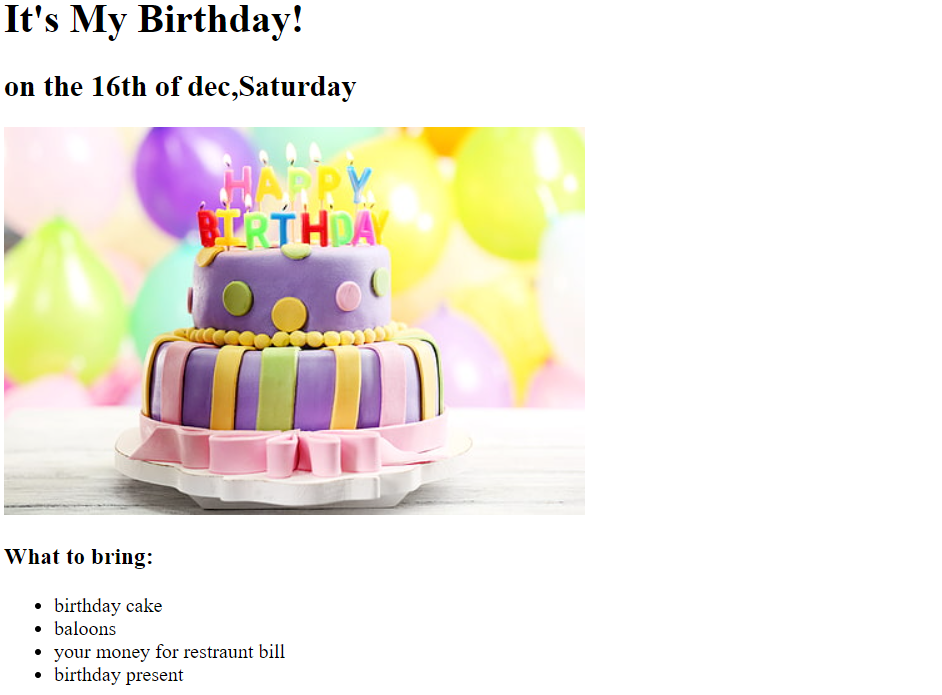 It's My Birthday!
on the 16th of dec,Saturday
HAPPY
BIRTHDAY
What to bring:
birthday cake
baloons
your money for restraunt bill
birthday present